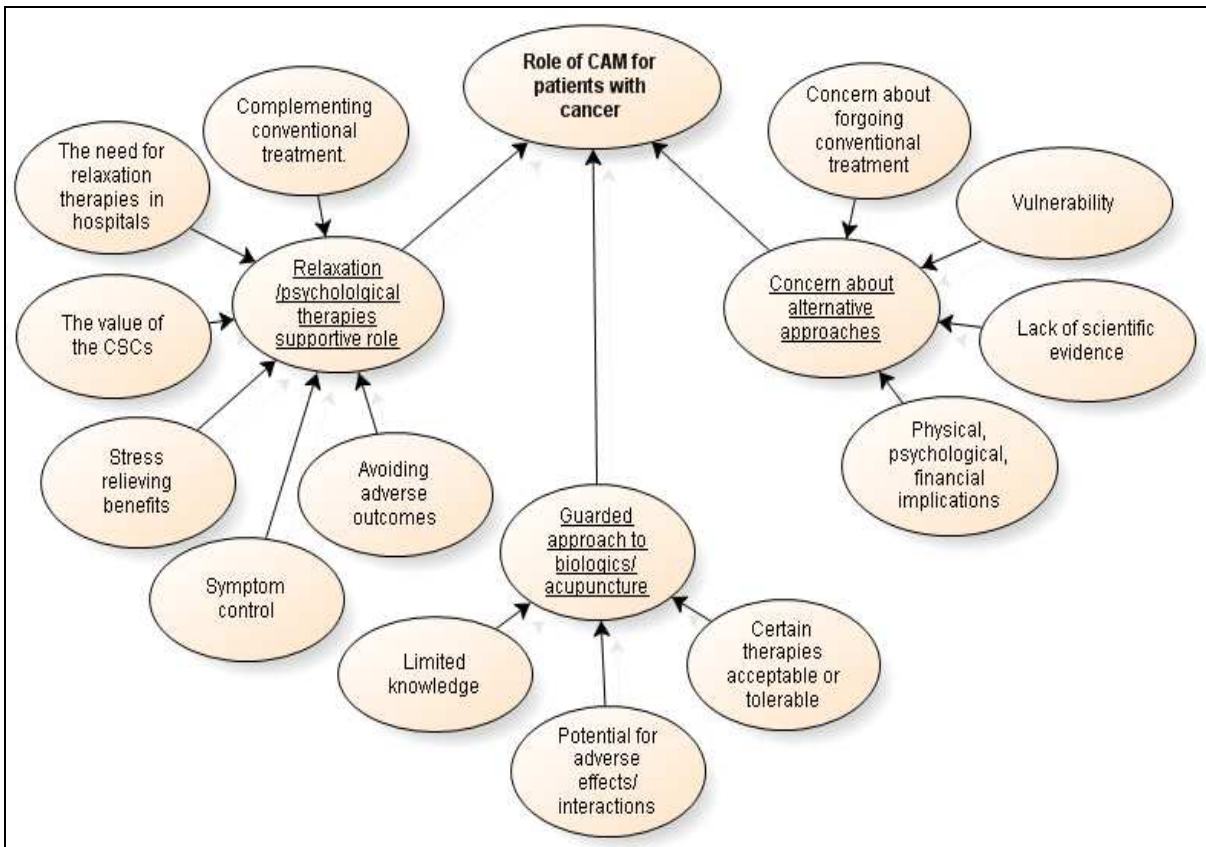 Role of CAM for
patients with
cancer
Complementing
conventional
treatment.
The need for
relaxation
therapies in
hospitals
Relaxation
/psychololgical
therapies
supportive role
The value of
the CSCs
Stress
relieving
benefits
Symptom
control
Avoiding
adverse
outcomes
Guarded
approach to
biologics/
acupuncture
Limited
knowledge
Potential for
adverse
effects/
interactions
Certain
therapies
acceptable or
tolerable
Concern about
forgoing
conventional
treatment
Vulnerability
Concern about
alternative
approaches
Lack of scientific
evidence
Physical,
psychological,
financial
implications